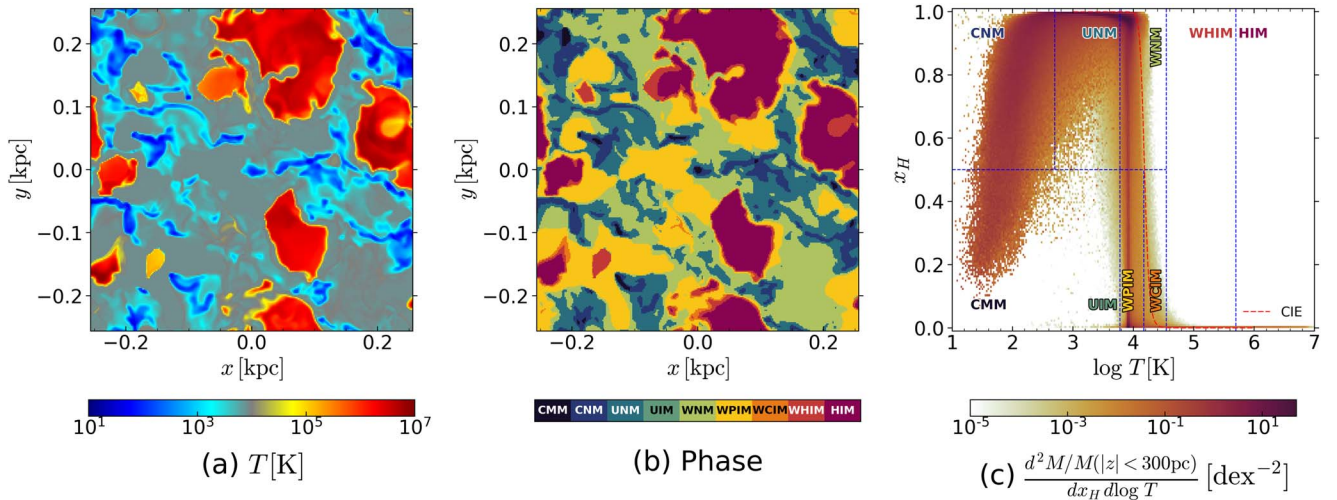 0.2
0.1
0.0
−0.1
−0.2
y [kpc]
−0.2
0.0
0.2
x [kpc]
10^1
10^3
10^5
10^7
(a) T[K]
0.2
0.1
0.0
−0.1
−0.2
y [kpc]
−0.2
0.0
0.2
x [kpc]
CMM CNM UNM UIM WNM WPIM WCIM WHIM HIM
(b) Phase
1.0
0.8
0.6
0.4
0.2
0.0
x_H
CNM
UNM
WNM
WHIM
HIM
CMM
UIM
WPIM
WCIM
CIE
1 2 3 4 5 6 7
log T[K]
10^−5
10^−3
10^−1
10^1
(c) d^2M/M(|z| < 300pc) / dx_H dlog T [dex^−2]